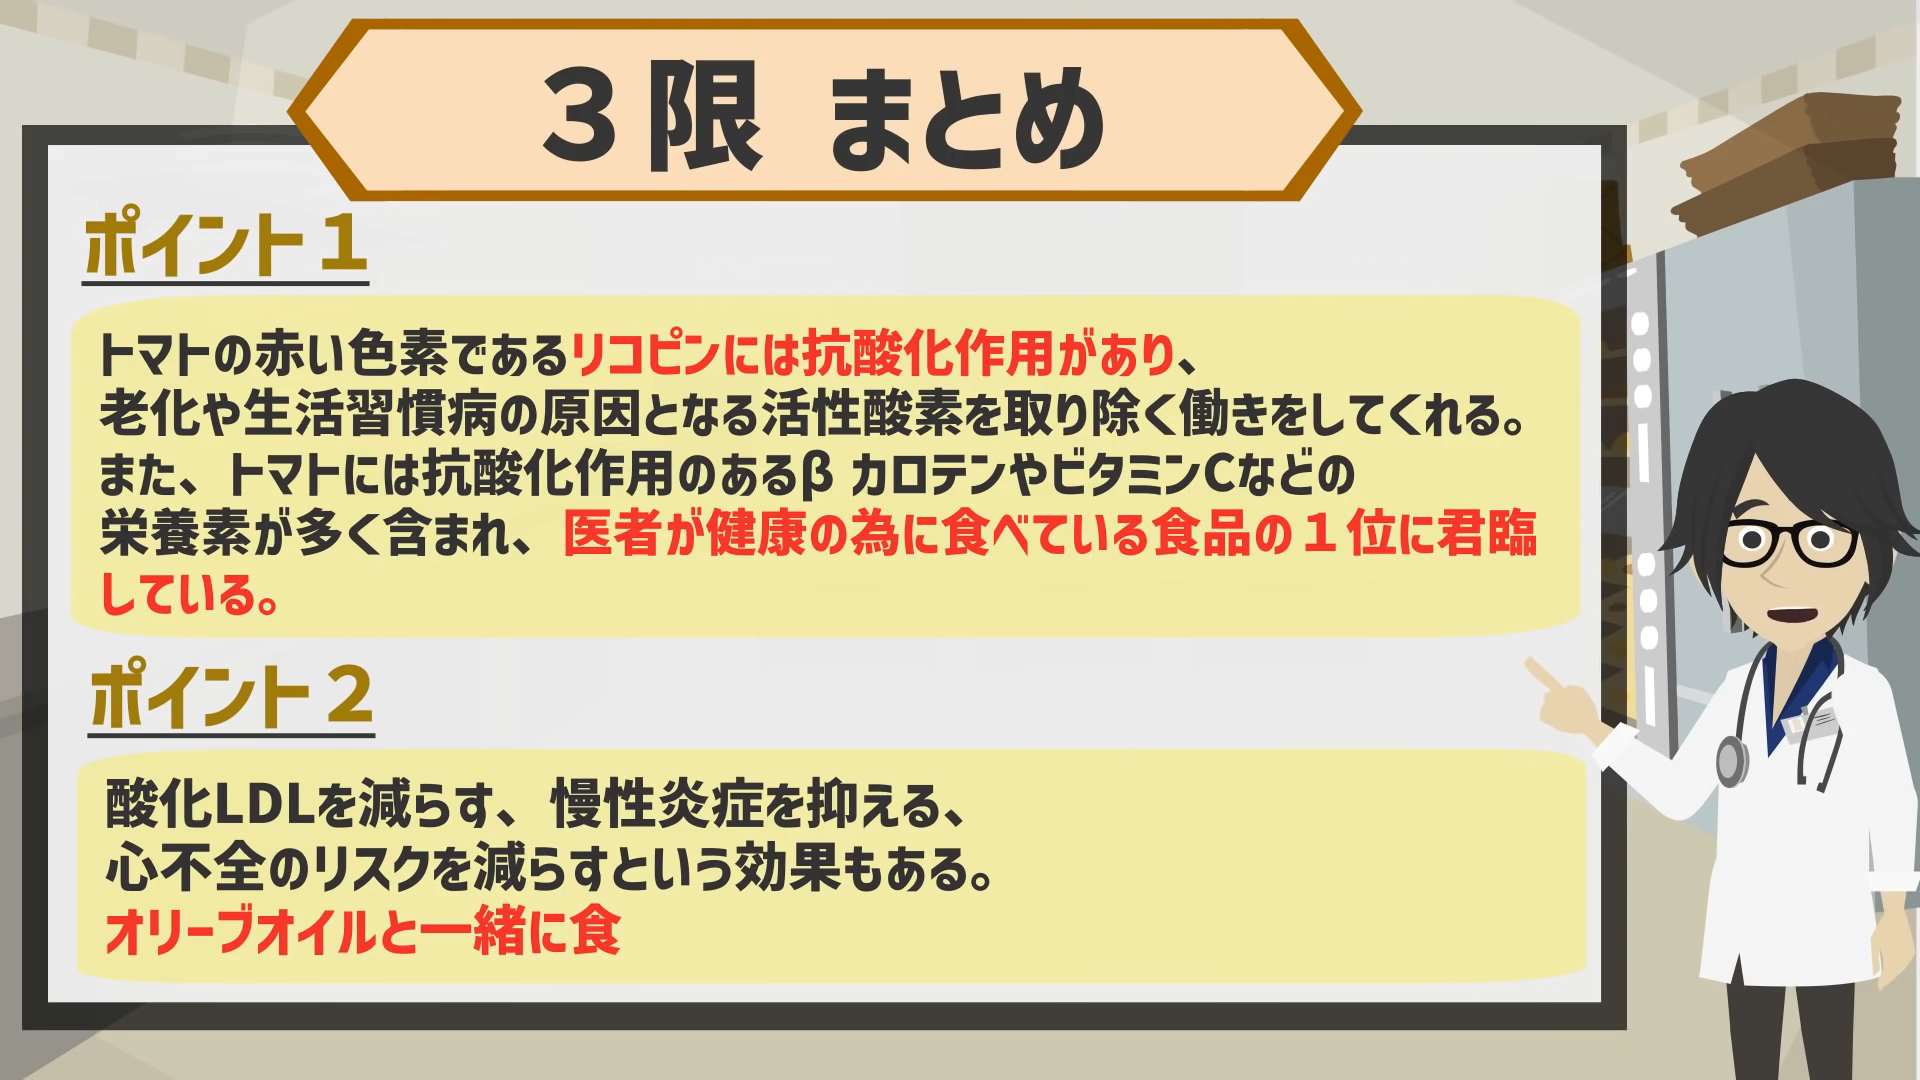 ３限 まとめ
ポイント１
トマトの赤い色素であるリコピンには抗酸化作用があり、
老化や生活習慣病の原因となる活性酸素を取り除く働きをしてくれる。
また、トマトには抗酸化作用のあるβ カロテンやビタミンCなどの
栄養素が多く含まれ、医者が健康の為に食べている食品の１位に君臨
している。
ポイント２
酸化LDLを減らす、慢性炎症を抑える、
心不全のリスクを減らすという効果もある。
オリーブオイルと一緒に食